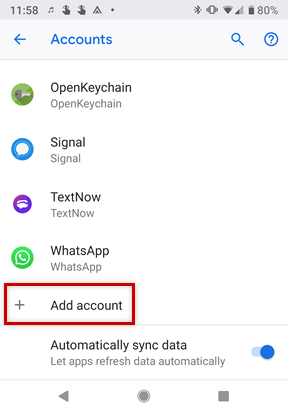 11:58
80%
Accounts
OpenKeychain
OpenKeychain
Signal
Signal
TextNow
TextNow
WhatsApp
WhatsApp
Add account
Automatically sync data
Let apps refresh data automatically